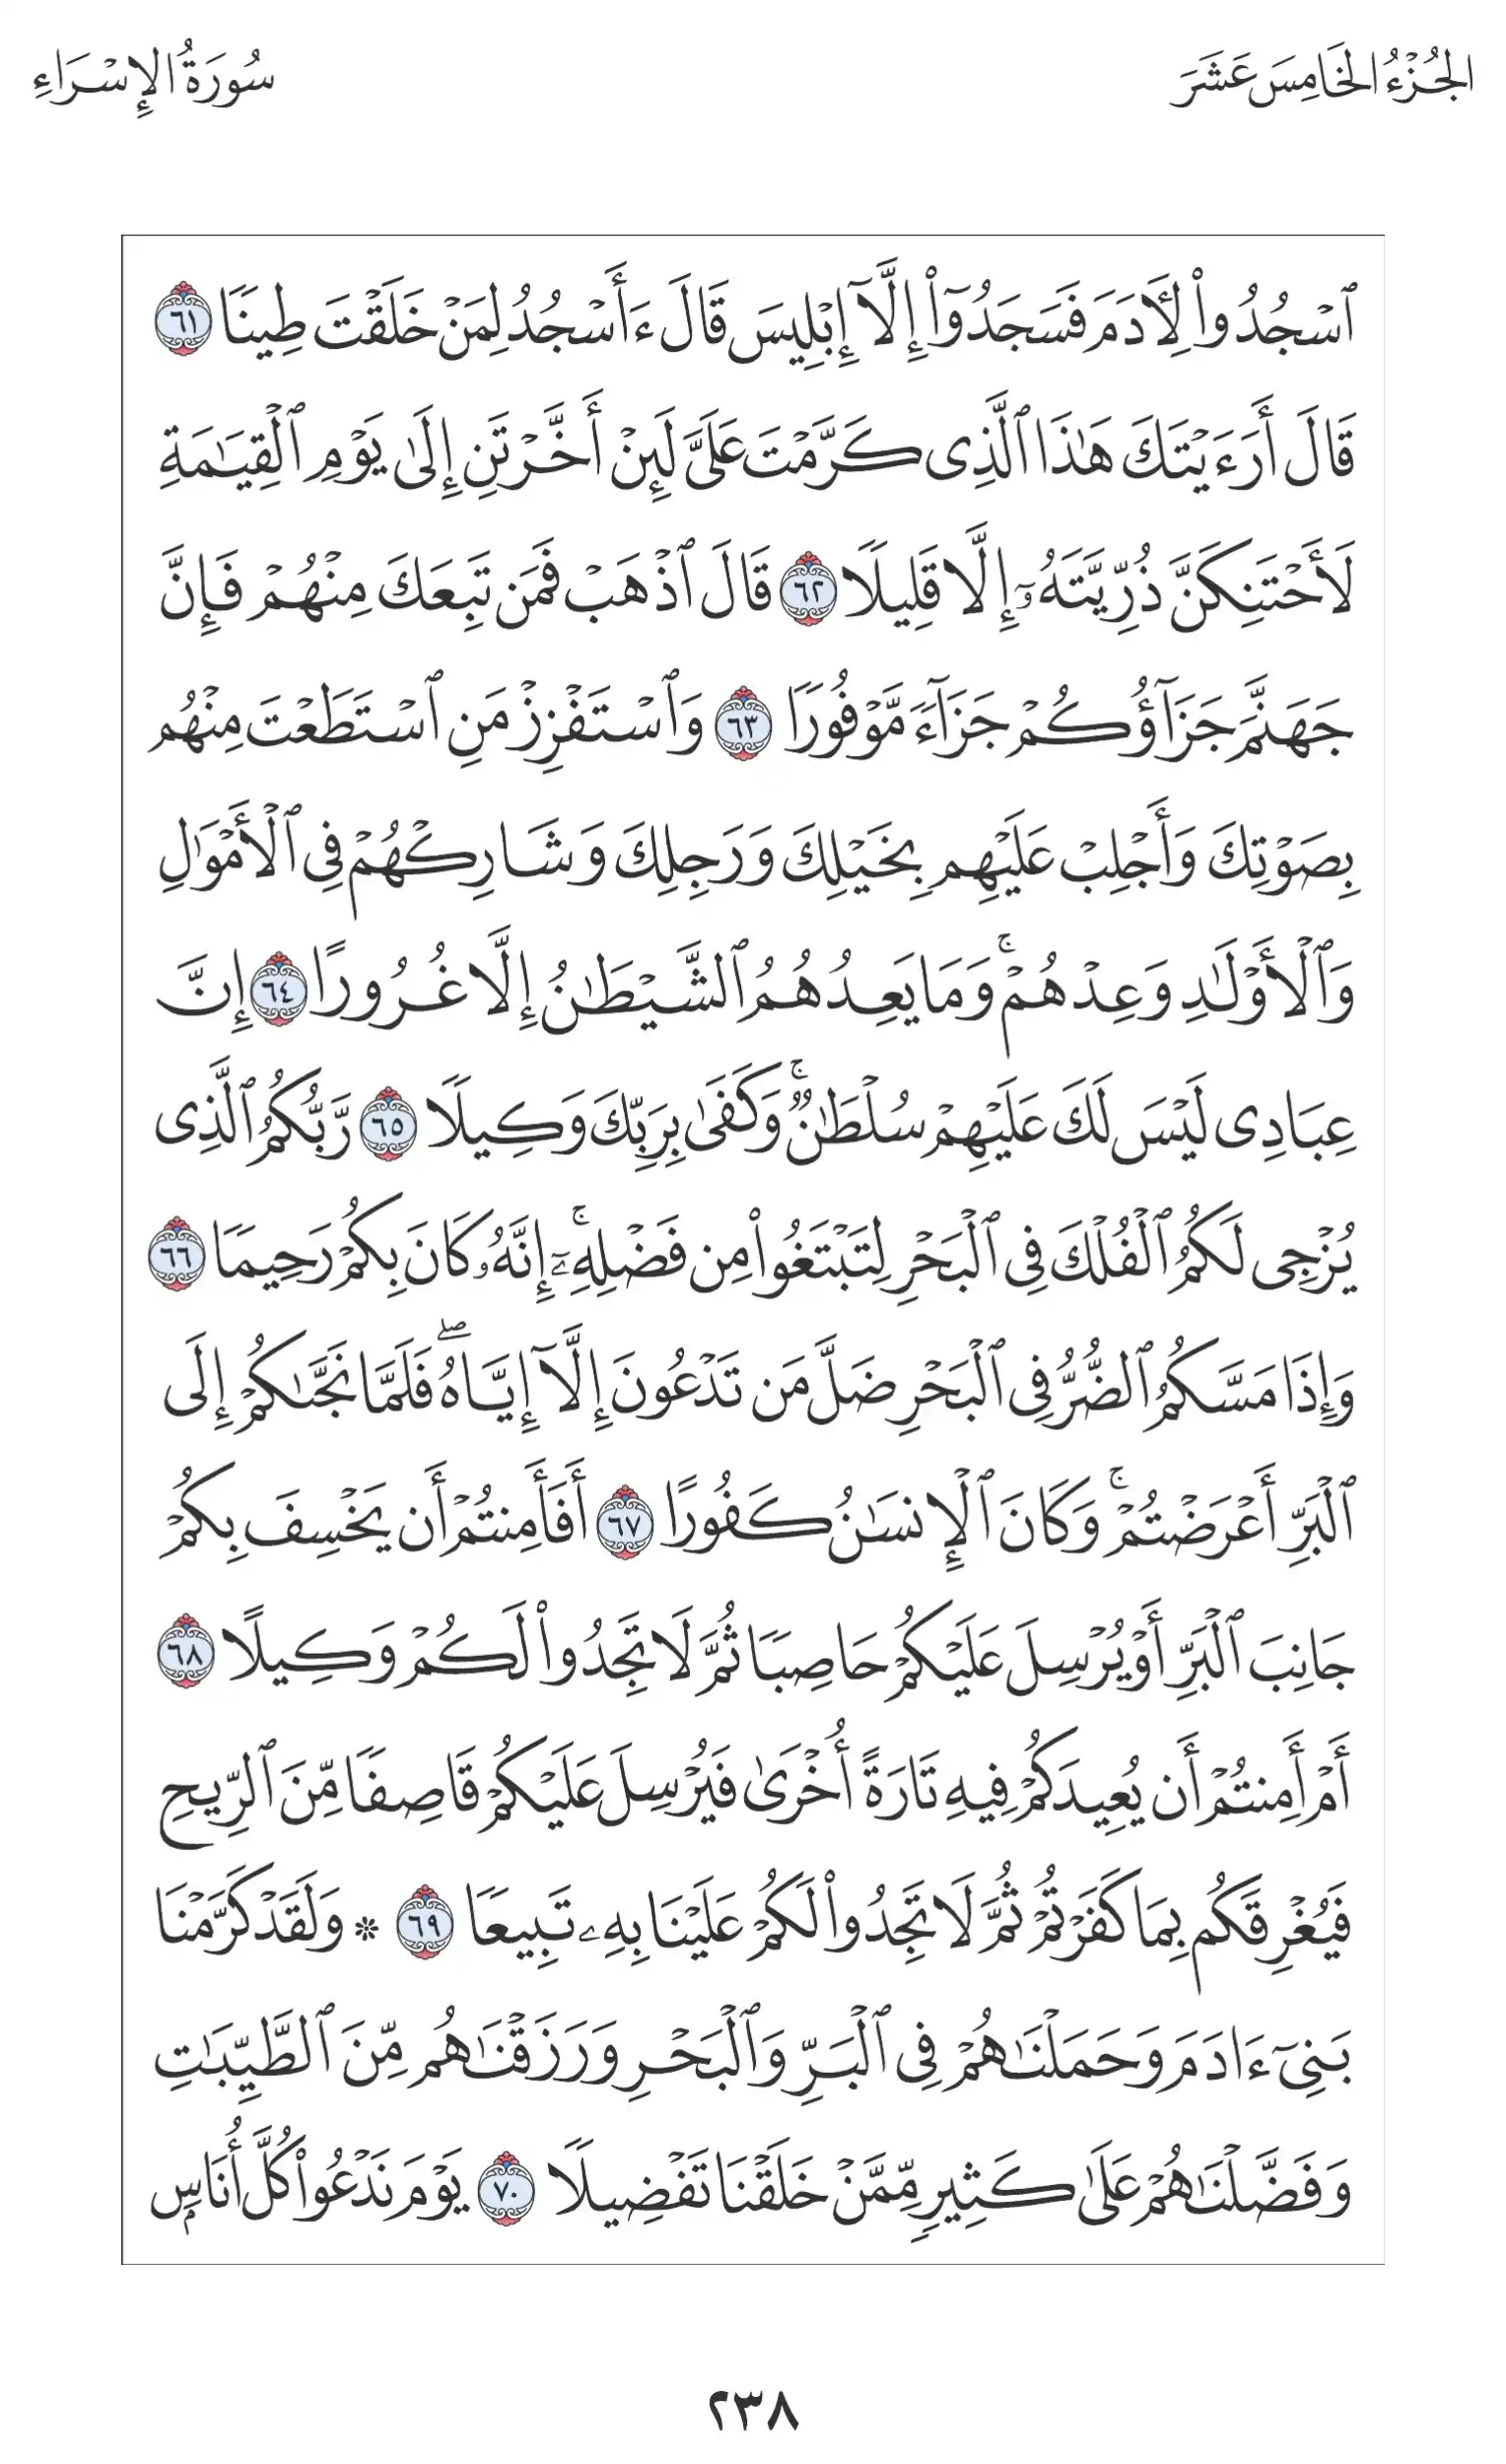 الجُزْءُ الخَامِسَ عَشَرَ
سُورَةُ الإِسْرَاءِ
ٱسْجُدُوا۟ لِـَٔادَمَ فَسَجَدُوٓا۟ إِلَّآ إِبْلِيسَ قَالَ ءَأَسْجُدُ لِمَنْ خَلَقْتَ طِينًا ٦١
قَالَ أَرَءَيْتَكَ هَـٰذَا ٱلَّذِى كَرَّمْتَ عَلَىَّ لَئِنْ أَخَّرْتَنِ إِلَىٰ يَوْمِ ٱلْقِيَـٰمَةِ
لَأَحْتَنِكَنَّ ذُرِّيَّتَهُۥٓ إِلَّا قَلِيلًا ٦٢ قَالَ ٱذْهَبْ فَمَن تَبِعَكَ مِنْهُمْ فَإِنَّ
جَهَنَّمَ جَزَآؤُكُمْ جَزَآءً مَّوْفُورًا ٦٣ وَٱسْتَفْزِزْ مَنِ ٱسْتَطَعْتَ مِنْهُم
بِصَوْتِكَ وَأَجْلِبْ عَلَيْهِم بِخَيْلِكَ وَرَجِلِكَ وَشَارِكْهُمْ فِى ٱلْأَمْوَٰلِ
وَٱلْأَوْلَـٰدِ وَعِدْهُمْ ۚ وَمَا يَعِدُهُمُ ٱلشَّيْطَـٰنُ إِلَّا غُرُورًا ٦٤ إِنَّ
عِبَادِى لَيْسَ لَكَ عَلَيْهِمْ سُلْطَـٰنٌ ۚ وَكَفَىٰ بِرَبِّكَ وَكِيلًا ٦٥ رَّبُّكُمُ ٱلَّذِى
يُزْجِى لَكُمُ ٱلْفُلْكَ فِى ٱلْبَحْرِ لِتَبْتَغُوا۟ مِن فَضْلِهِۦٓ ۚ إِنَّهُۥ كَانَ بِكُمْ رَحِيمًا ٦٦
وَإِذَا مَسَّكُمُ ٱلضُّرُّ فِى ٱلْبَحْرِ ضَلَّ مَن تَدْعُونَ إِلَّآ إِيَّاهُ ۖ فَلَمَّا نَجَّىٰكُمْ إِلَى
ٱلْبَرِّ أَعْرَضْتُمْ ۚ وَكَانَ ٱلْإِنسَـٰنُ كَفُورًا ٦٧ أَفَأَمِنتُمْ أَن يَخْسِفَ بِكُمْ
جَانِبَ ٱلْبَرِّ أَوْ يُرْسِلَ عَلَيْكُمْ حَاصِبًا ثُمَّ لَا تَجِدُوا۟ لَكُمْ وَكِيلًا ٦٨
أَمْ أَمِنتُمْ أَن يُعِيدَكُمْ فِيهِ تَارَةً أُخْرَىٰ فَيُرْسِلَ عَلَيْكُمْ قَاصِفًا مِّنَ ٱلرِّيحِ
فَيُغْرِقَكُم بِمَا كَفَرْتُمْ ثُمَّ لَا تَجِدُوا۟ لَكُمْ عَلَيْنَا بِهِۦ تَبِيعًا ٦٩ * وَلَقَدْ كَرَّمْنَا
بَنِىٓ ءَادَمَ وَحَمَلْنَـٰهُمْ فِى ٱلْبَرِّ وَٱلْبَحْرِ وَرَزَقْنَـٰهُم مِّنَ ٱلطَّيِّبَـٰتِ
وَفَضَّلْنَـٰهُمْ عَلَىٰ كَثِيرٍ مِّمَّنْ خَلَقْنَا تَفْضِيلًا ٧٠ يَوْمَ نَدْعُوا۟ كُلَّ أُنَاسٍۭ
٢٣٨